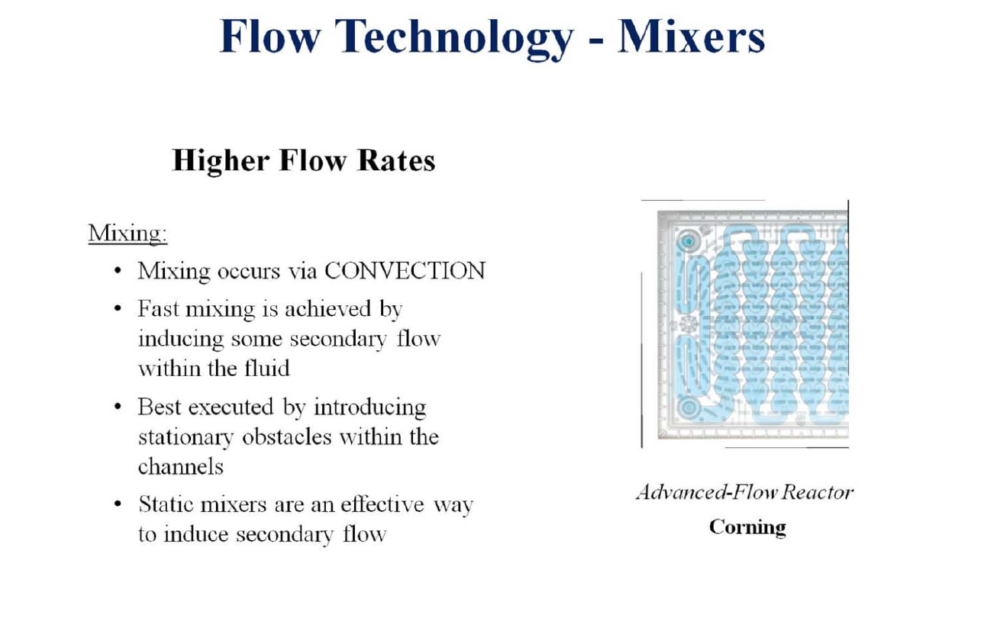 Flow Technology - Mixers
Higher Flow Rates
Mixing:
• Mixing occurs via CONVECTION
• Fast mixing is achieved by
inducing some secondary flow
within the fluid
• Best executed by introducing
stationary obstacles within the
channels
• Static mixers are an effective way
to induce secondary flow
Advanced-Flow Reactor
Corning